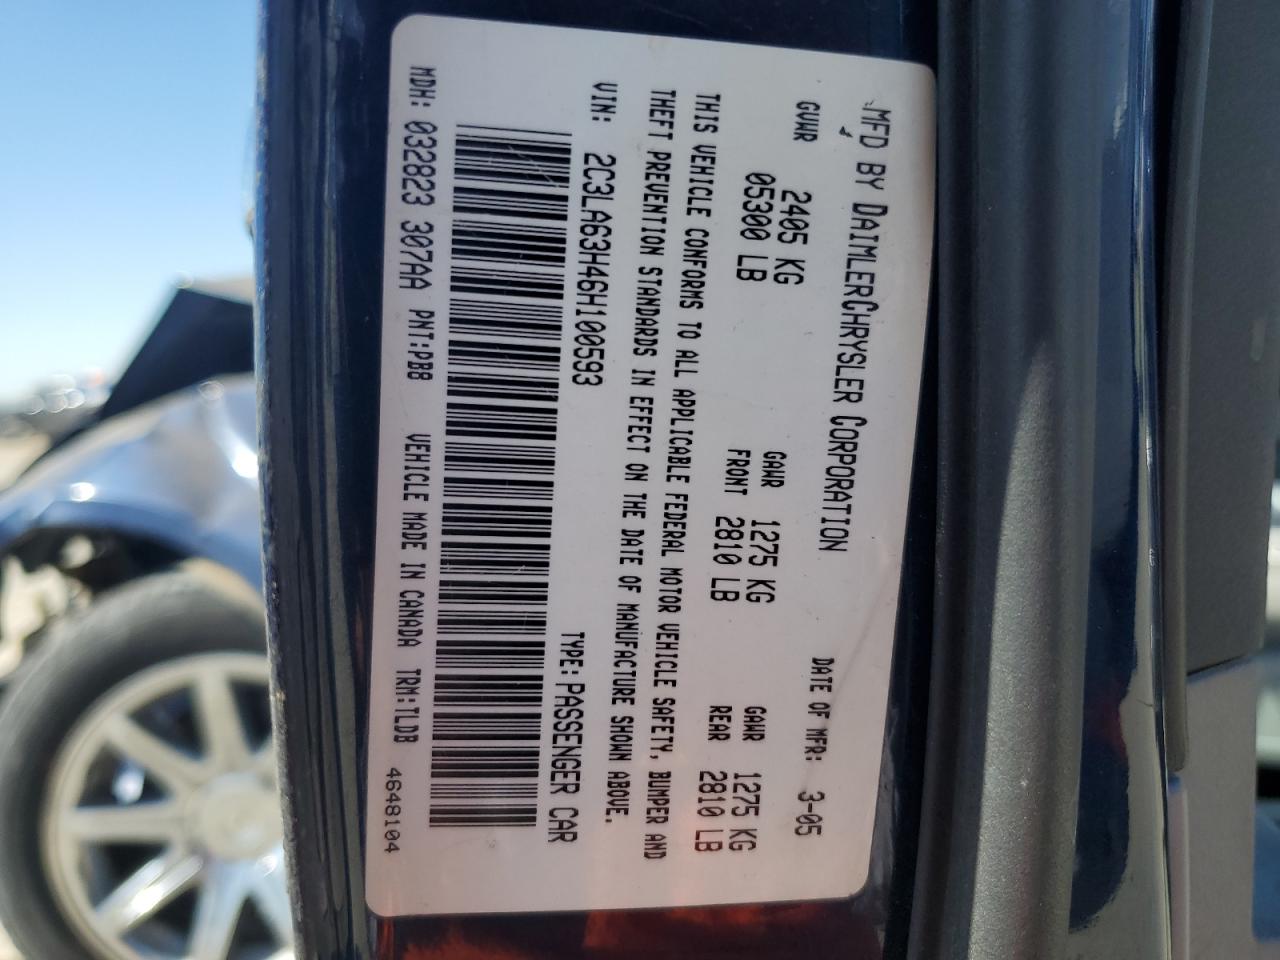 MFD BY DAIMLERCHRYSLER CORPORATION DATE OF MFR: 3-05
GVWR 2405 KG GAWR 1275 KG GAWR 1275 KG
05300 LB FRONT 2810 LB REAR 2810 LB
THIS VEHICLE CONFORMS TO ALL APPLICABLE FEDERAL MOTOR VEHICLE SAFETY, BUMPER AND
THEFT PREVENTION STANDARDS IN EFFECT ON THE DATE OF MANUFACTURE SHOWN ABOVE.
VIN: 2C3LA63H46H100593 TYPE: PASSENGER CAR
MDH: 032823 307AA PNT:PBB VEHICLE MADE IN CANADA TRM:TLDB 4648104